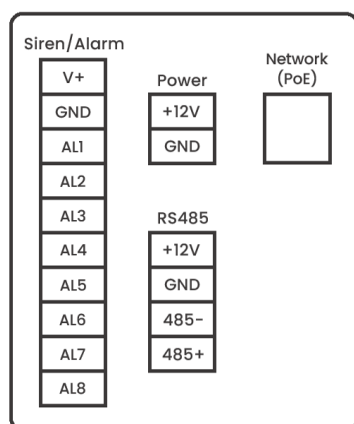 Siren/Alarm
V+
GND
AL1
AL2
AL3
AL4
AL5
AL6
AL7
AL8
Power
+12V
GND
RS485
+12V
GND
485-
485+
Network
(PoE)